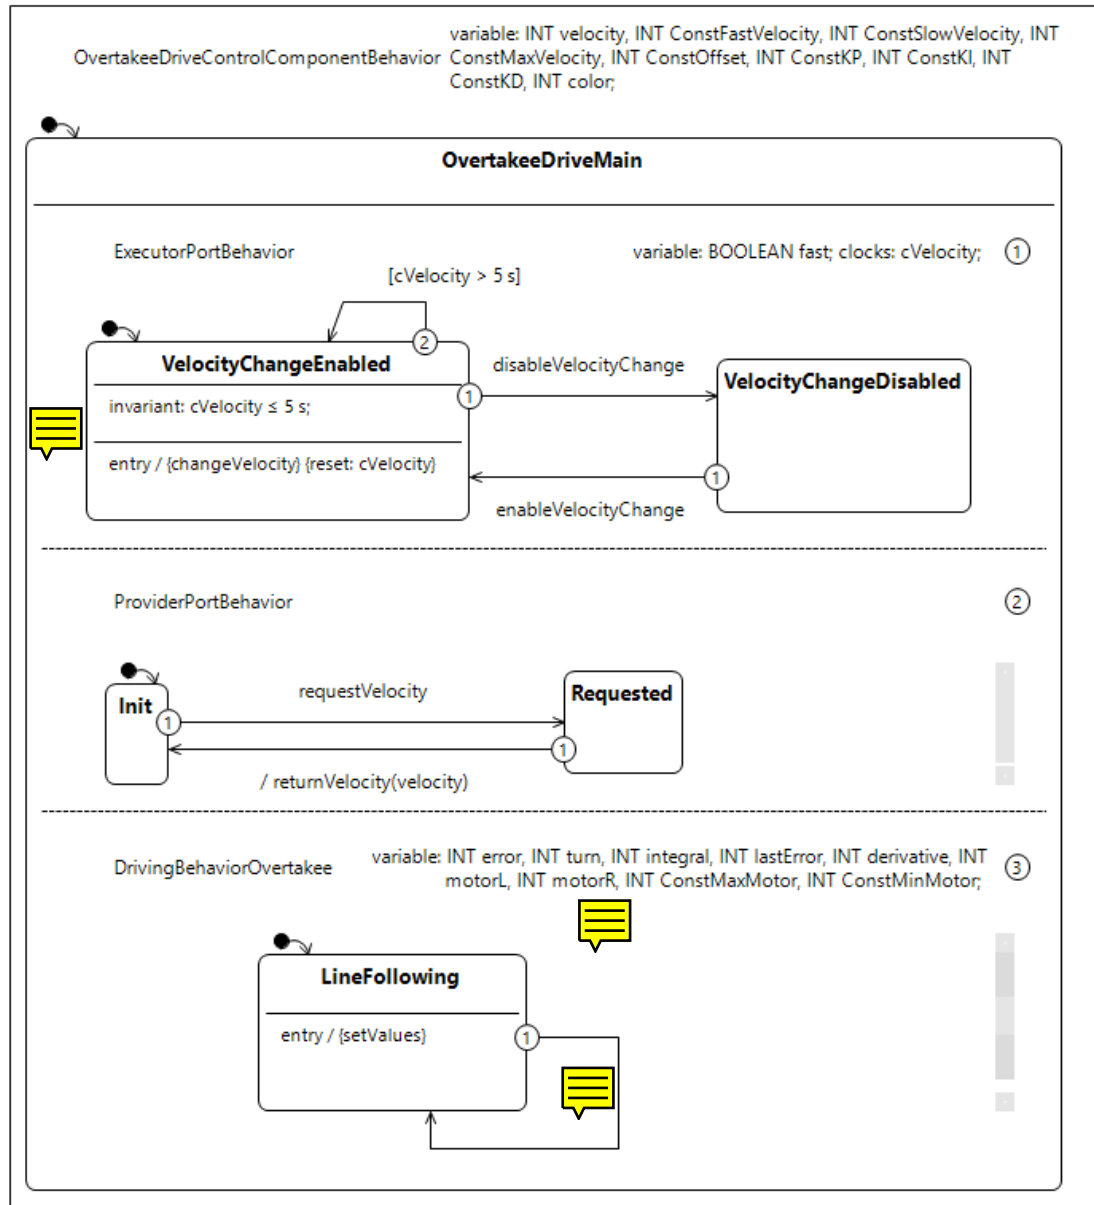 variable: INT velocity, INT ConstFastVelocity, INT ConstSlowVelocity, INT
OvertakeeDriveControlComponentBehavior ConstMaxVelocity, INT ConstOffset, INT ConstKP, INT ConstKI, INT
ConstKD, INT color;
OvertakeeDriveMain
ExecutorPortBehavior
variable: BOOLEAN fast; clocks: cVelocity;
1
[cVelocity > 5 s]
2
VelocityChangeEnabled
invariant: cVelocity ≤ 5 s;
entry / {changeVelocity} {reset: cVelocity}
1
disableVelocityChange
VelocityChangeDisabled
1
enableVelocityChange
ProviderPortBehavior
2
Init
1
requestVelocity
Requested
1
/ returnVelocity(velocity)
DrivingBehaviorOvertakee
variable: INT error, INT turn, INT integral, INT lastError, INT derivative, INT
motorL, INT motorR, INT ConstMaxMotor, INT ConstMinMotor;
3
LineFollowing
entry / {setValues}
1